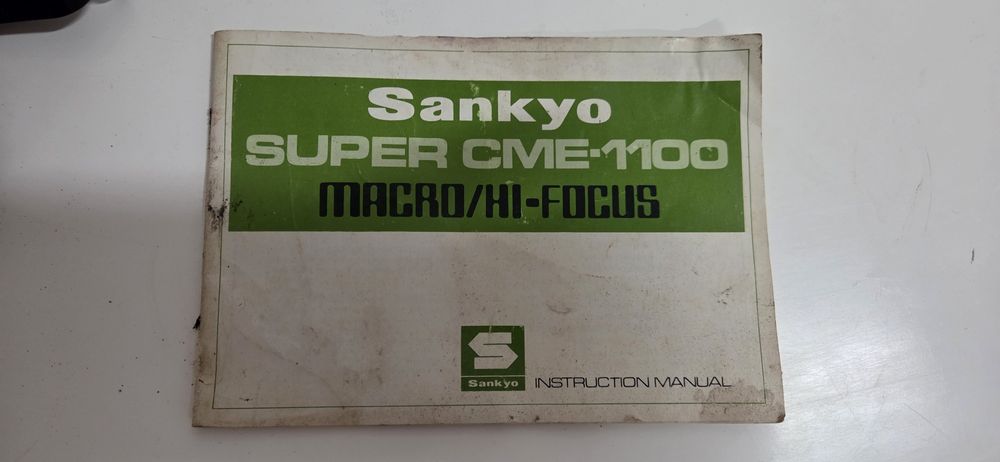 Sankyo
SUPER CME-1100
MACRO/HI-FOCUS
S
Sankyo
INSTRUCTION MANUAL